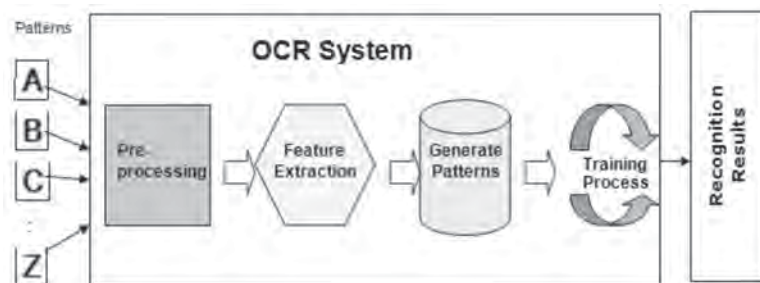 Patterns
OCR System
A
B
C
:
Z
Pre-
processing
Feature
Extraction
Generate
Patterns
Training
Process
Recognition
Results